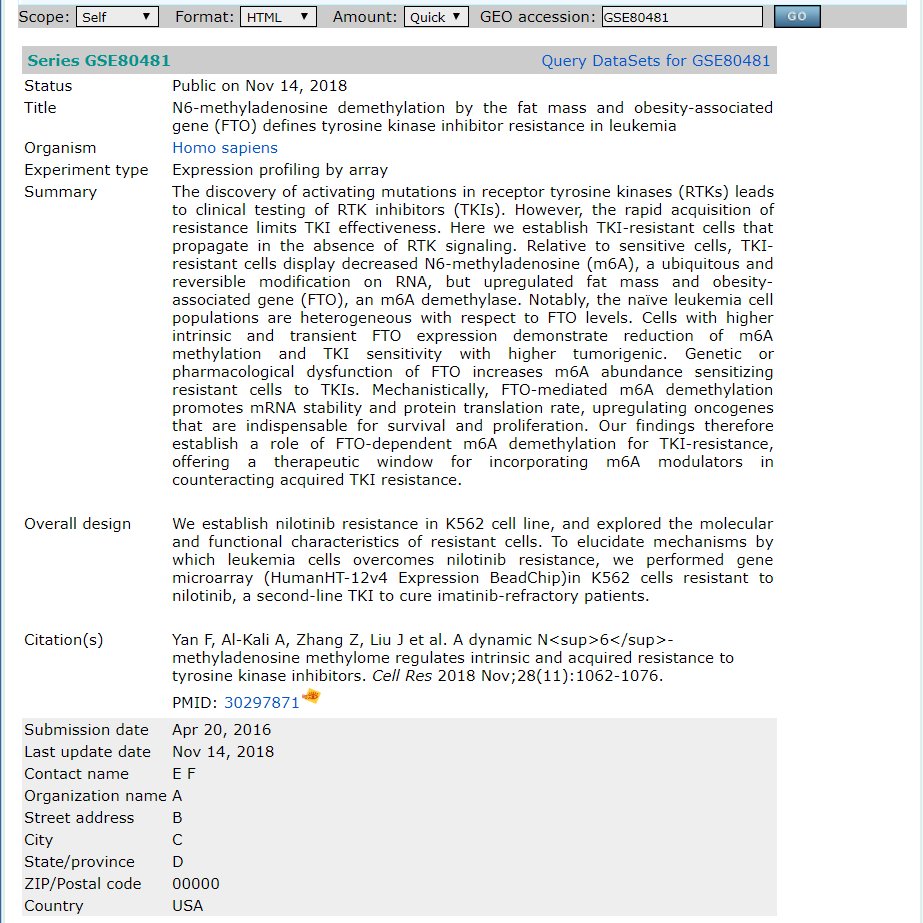 Scope: Self Format: HTML Amount: Quick GEO accession: GSE80481 GO
Series GSE80481 Query DataSets for GSE80481
Status Public on Nov 14, 2018
Title N6-methyladenosine demethylation by the fat mass and obesity-associated
gene (FTO) defines tyrosine kinase inhibitor resistance in leukemia
Organism Homo sapiens
Experiment type Expression profiling by array
Summary The discovery of activating mutations in receptor tyrosine kinases (RTKs) leads
to clinical testing of RTK inhibitors (TKIs). However, the rapid acquisition of
resistance limits TKI effectiveness. Here we establish TKI-resistant cells that
propagate in the absence of RTK signaling. Relative to sensitive cells, TKI-
resistant cells display decreased N6-methyladenosine (m6A), a ubiquitous and
reversible modification on RNA, but upregulated fat mass and obesity-
associated gene (FTO), an m6A demethylase. Notably, the naïve leukemia cell
populations are heterogeneous with respect to FTO levels. Cells with higher
intrinsic and transient FTO expression demonstrate reduction of m6A
methylation and TKI sensitivity with higher tumorigenic. Genetic or
pharmacological dysfunction of FTO increases m6A abundance sensitizing
resistant cells to TKIs. Mechanistically, FTO-mediated m6A demethylation
promotes mRNA stability and protein translation rate, upregulating oncogenes
that are indispensable for survival and proliferation. Our findings therefore
establish a role of FTO-dependent m6A demethylation for TKI-resistance,
offering a therapeutic window for incorporating m6A modulators in
counteracting acquired TKI resistance.
Overall design We establish nilotinib resistance in K562 cell line, and explored the molecular
and functional characteristics of resistant cells. To elucidate mechanisms by
which leukemia cells overcomes nilotinib resistance, we performed gene
microarray (HumanHT-12v4 Expression BeadChip)in K562 cells resistant to
nilotinib, a second-line TKI to cure imatinib-refractory patients.
Citation(s) Yan F, Al-Kali A, Zhang Z, Liu J et al. A dynamic N<sup>6</sup>-
methyladenosine methylome regulates intrinsic and acquired resistance to
tyrosine kinase inhibitors. Cell Res 2018 Nov;28(11):1062-1076.
PMID: 30297871
Submission date Apr 20, 2016
Last update date Nov 14, 2018
Contact name E F
Organization name A
Street address B
City C
State/province D
ZIP/Postal code 00000
Country USA